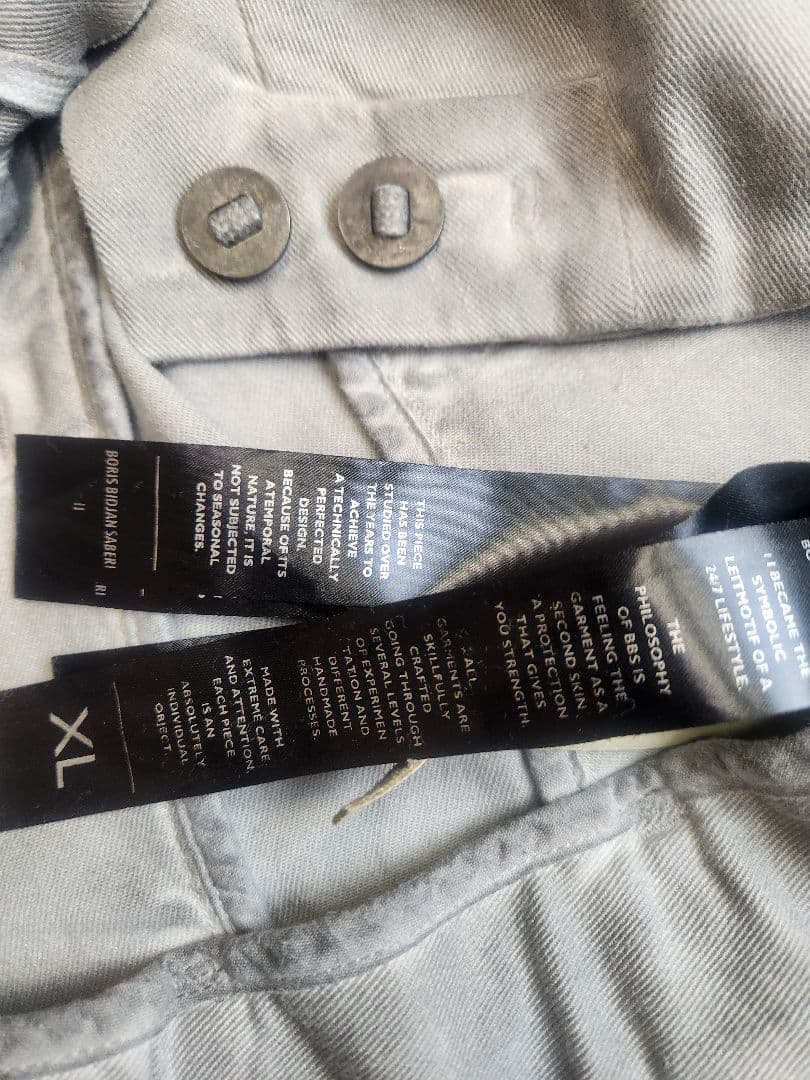 THIS PIECE
HAS BEEN
STUDIED OVER
THE YEARS TO
ACHIEVE
A TECHNICALLY
PERFECTED
DESIGN.
BECAUSE OF ITS
ATEMPORAL
NATURE, IT IS
NOT SUBJECTED
TO SEASONAL
CHANGES.
BORIS BIDJAN SABERI
11
11 BECAME
SYMBOLIC
LEITMOTIF OF A
24/7 LIFESTYLE.
THE
PHILOSOPHY
OF BBS IS
FEELING THE
GARMENT AS A
SECOND SKIN.
A PROTECTION
THAT GIVES
YOU STRENGTH.
ALL
GARMENTS ARE
SKILLFULLY
CRAFTED
GOING THROUGH
SEVERAL LEVELS
OF EXPERIMEN
TATION AND
DIFFERENT
HANDMADE
PROCESSES.
MADE WITH
EXTREME CARE
AND ATTENTION,
EACH PIECE
IS AN
ABSOLUTELY
INDIVIDUAL
OBJECT.
XL